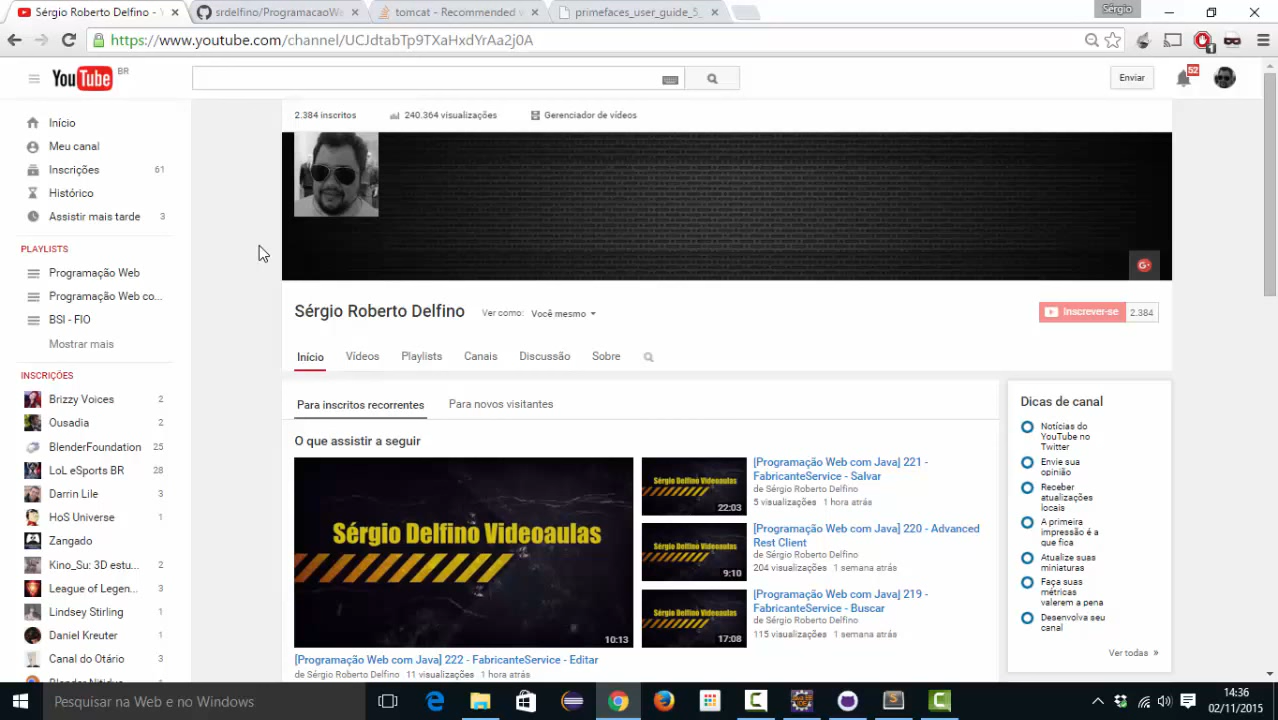 Sérgio Delfino - Y
srdelfino/ProgramacaoWe
tomcat - Recommended w
primefaces_user_guide_5_
Sérgio
https://www.youtube.com/channel/UCJdtabTp9TXaHxdYrAa2j0A
1
YouTube BR
Enviar
52
Início
Meu canal
Inscrições 61
Histórico
Assistir mais tarde 3
PLAYLISTS
Programação Web
Programação Web co...
BSI - FIO
Mostrar mais
INSCRIÇÕES
Brizzy Voices 2
Ousadia 2
BlenderFoundation 25
LoL eSports BR 28
Darrin Lile 3
HoS Universe 1
Zangado
Kino_Su: 3D estu... 2
League of Legen... 3
Lindsey Stirling 1
Daniel Kreuter 1
Canal do Otário 3
2.384 inscritos 240.364 visualizações Gerenciador de vídeos
Sérgio Roberto Delfino Ver como: Você mesmo
Inscrever-se 2.384
Início Vídeos Playlists Canais Discussão Sobre
Para inscritos recorrentes Para novos visitantes
O que assistir a seguir
Sérgio Delfino Videoaulas
10:13
[Programação Web com Java] 222 - FabricanteService - Editar
de Sérgio Roberto Delfino
11 visualizações 1 hora atrás
Sérgio Delfino Videoaulas
22:03
[Programação Web com Java] 221 -
FabricanteService - Salvar
de Sérgio Roberto Delfino
5 visualizações 1 hora atrás
Sérgio Delfino Videoaulas
9:10
[Programação Web com Java] 220 - Advanced
Rest Client
de Sérgio Roberto Delfino
204 visualizações 1 semana atrás
Sérgio Delfino Videoaulas
17:08
[Programação Web com Java] 219 -
FabricanteService - Buscar
de Sérgio Roberto Delfino
115 visualizações 1 semana atrás
Dicas de canal
Notícias do
YouTube no
Twitter
Envie sua
opinião
Receber
atualizações
locais
A primeira
impressão é a
que fica
Atualize suas
miniaturas
Faça suas
métricas
valerem a pena
Desenvolva seu
canal
Ver todas »
Pesquisar na Web e no Windows
14:36
02/11/2015